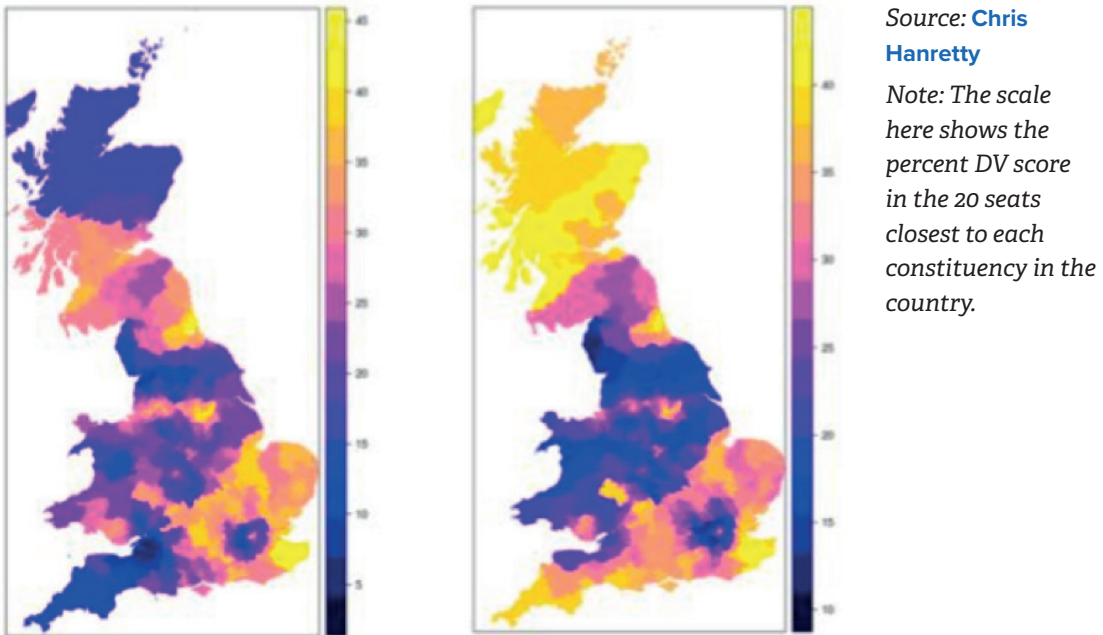 45
40
35
30
25
20
15
10
5
40
35
30
25
20
15
10
Source: Chris
Hanretty
Note: The scale
here shows the
percent DV score
in the 20 seats
closest to each
constituency in the
country.